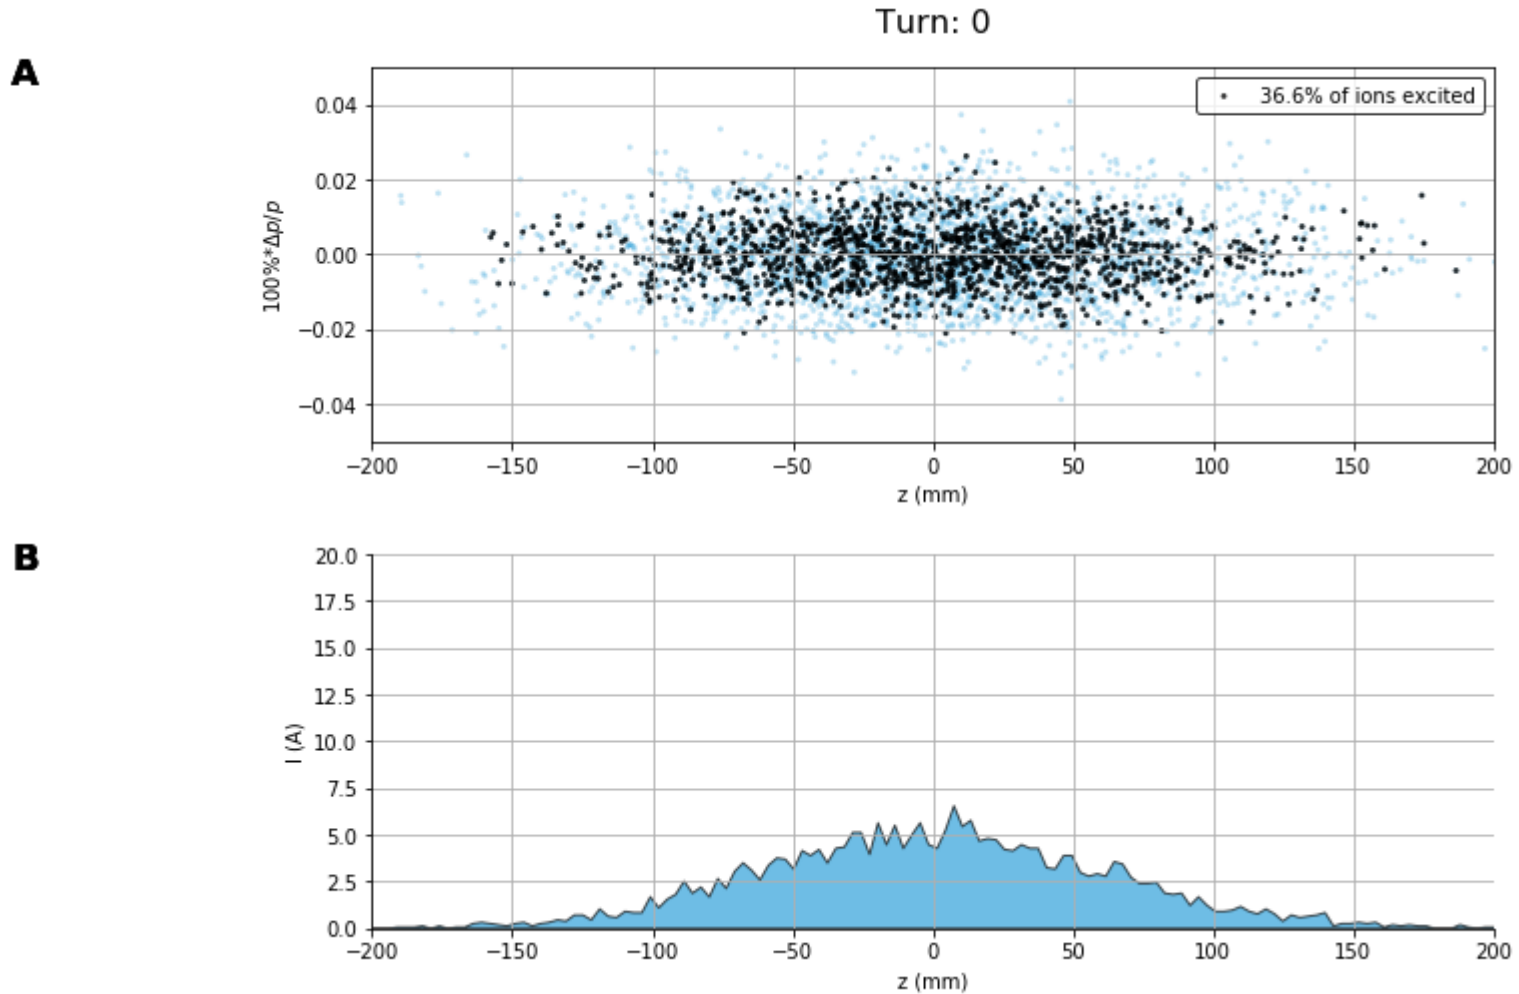 Turn: 0
A
36.6% of ions excited
0.04
0.02
0.00
−0.02
−0.04
100%*Δp/p
−200 −150 −100 −50 0 50 100 150 200
z (mm)
B
20.0
17.5
15.0
12.5
10.0
7.5
5.0
2.5
0.0
I (A)
−200 −150 −100 −50 0 50 100 150 200
z (mm)